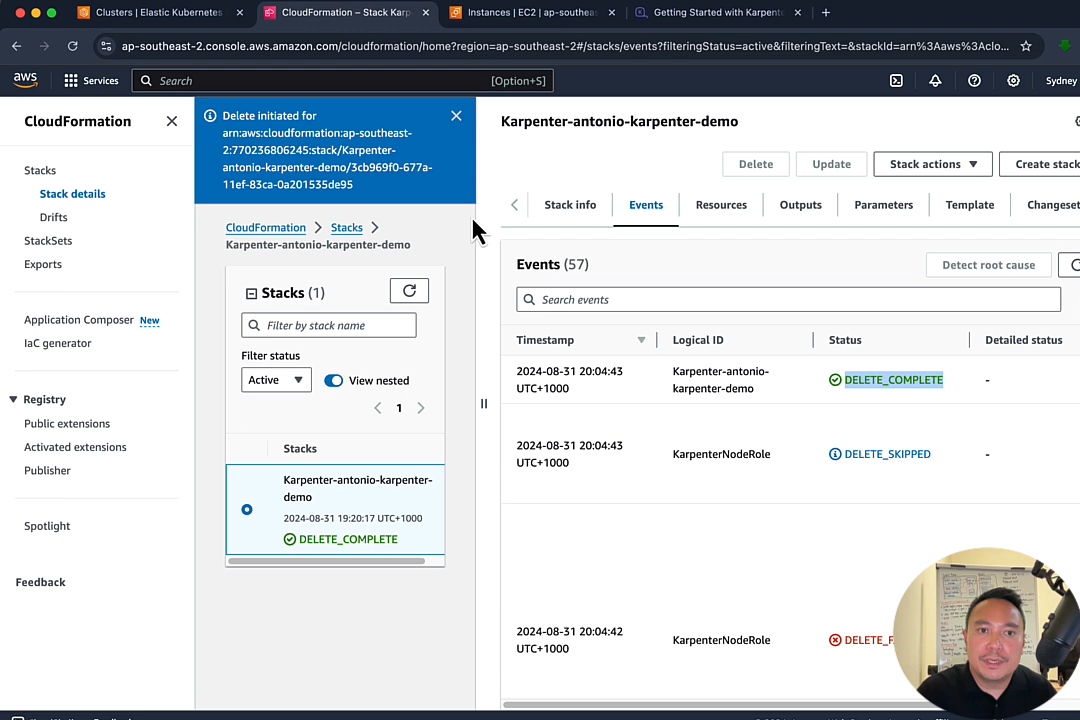 Clusters | Elastic Kubernetes
CloudFormation – Stack Karp
Instances | EC2 | ap-southeas
Getting Started with Karpente
ap-southeast-2.console.aws.amazon.com/cloudformation/home?region=ap-southeast-2#/stacks/events?filteringStatus=active&filteringText=&stackId=arn%3Aaws%3Aclo...
aws
Services
Search
[Option+S]
Sydney
CloudFormation
Stacks
Stack details
Drifts
StackSets
Exports
Application Composer New
IaC generator
Registry
Public extensions
Activated extensions
Publisher
Spotlight
Feedback
Delete initiated for
arn:aws:cloudformation:ap-southeast-
2:770236806245:stack/Karpenter-
antonio-karpenter-demo/3cb969f0-677a-
11ef-83ca-0a201535de95
CloudFormation
Stacks
Karpenter-antonio-karpenter-demo
Stacks (1)
Filter by stack name
Filter status
Active
View nested
1
Stacks
Karpenter-antonio-karpenter-
demo
2024-08-31 19:20:17 UTC+1000
DELETE_COMPLETE
Karpenter-antonio-karpenter-demo
Delete
Update
Stack actions
Create stack
Stack info
Events
Resources
Outputs
Parameters
Template
Changeset
Events (57)
Detect root cause
Search events
Timestamp
Logical ID
Status
Detailed status
2024-08-31 20:04:43
UTC+1000
Karpenter-antonio-
karpenter-demo
DELETE_COMPLETE
-
2024-08-31 20:04:43
UTC+1000
KarpenterNodeRole
DELETE_SKIPPED
-
2024-08-31 20:04:42
UTC+1000
KarpenterNodeRole
DELETE_F